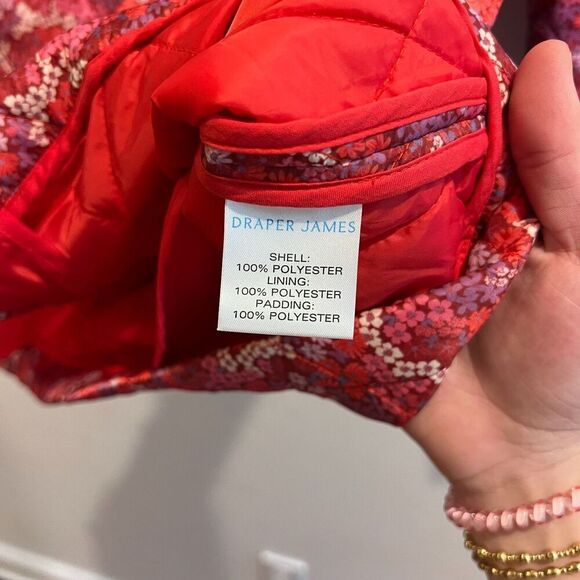 DRAPER JAMES
SHELL:
100% POLYESTER
LINING:
100% POLYESTER
PADDING:
100% POLYESTER